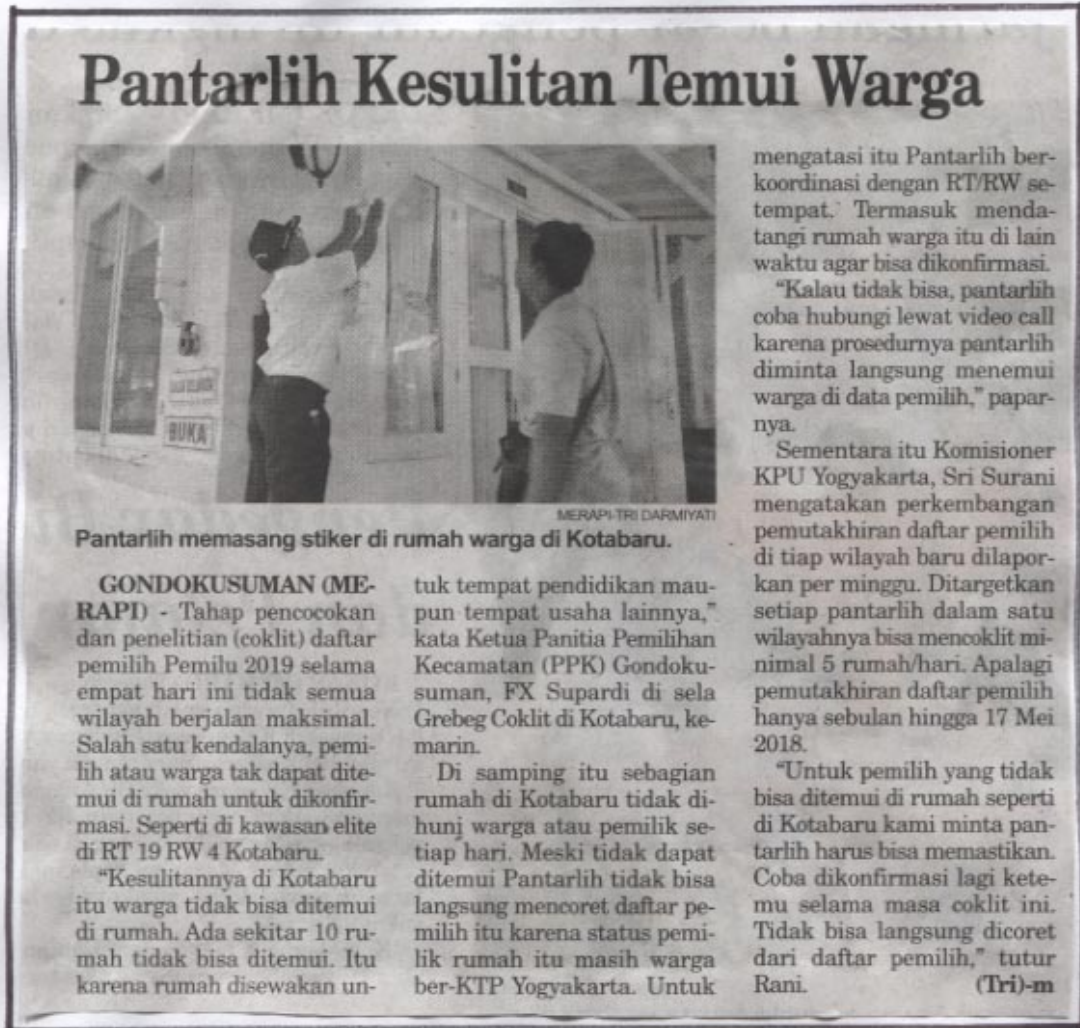 Pantarlih Kesulitan Temui Warga
BUKA
MERAPI-TRI DARMIYATI
Pantarlih memasang stiker di rumah warga di Kotabaru.
GONDOKUSUMAN (ME-
RAPI) - Tahap pencocokan
dan penelitian (coklit) daftar
pemilih Pemilu 2019 selama
empat hari ini tidak semua
wilayah berjalan maksimal.
Salah satu kendalanya, pemi-
lih atau warga tak dapat dite-
mui di rumah untuk dikonfir-
masi. Seperti di kawasan elite
di RT 19 RW 4 Kotabaru.
"Kesulitannya di Kotabaru
itu warga tidak bisa ditemui
di rumah. Ada sekitar 10 ru-
mah tidak bisa ditemui. Itu
karena rumah disewakan un-
tuk tempat pendidikan mau-
pun tempat usaha lainnya,"
kata Ketua Panitia Pemilihan
Kecamatan (PPK) Gondoku-
suman, FX Supardi di sela
Grebeg Coklit di Kotabaru, ke-
marin.
Di samping itu sebagian
rumah di Kotabaru tidak di-
huni warga atau pemilik se-
tiap hari. Meski tidak dapat
ditemui Pantarlih tidak bisa
langsung mencoret daftar pe-
milih itu karena status pemi-
lik rumah itu masih warga
ber-KTP Yogyakarta. Untuk
mengatasi itu Pantarlih ber-
koordinasi dengan RT/RW se-
tempat. Termasuk menda-
tangi rumah warga itu di lain
waktu agar bisa dikonfirmasi.
"Kalau tidak bisa, pantarlih
coba hubungi lewat video call
karena prosedurnya pantarlih
diminta langsung menemui
warga di data pemilih," papar-
nya.
Sementara itu Komisioner
KPU Yogyakarta, Sri Surani
mengatakan perkembangan
pemutakhiran daftar pemilih
di tiap wilayah baru dilapor-
kan per minggu. Ditargetkan
setiap pantarlih dalam satu
wilayahnya bisa mencoklit mi-
nimal 5 rumah/hari. Apalagi
pemutakhiran daftar pemilih
hanya sebulan hingga 17 Mei
2018.
"Untuk pemilih yang tidak
bisa ditemui di rumah seperti
di Kotabaru kami minta pan-
tarlih harus bisa memastikan.
Coba dikonfirmasi lagi kete-
mu selama masa coklit ini.
Tidak bisa langsung dicoret
dari daftar pemilih," tutur
Rani. (Tri)-m